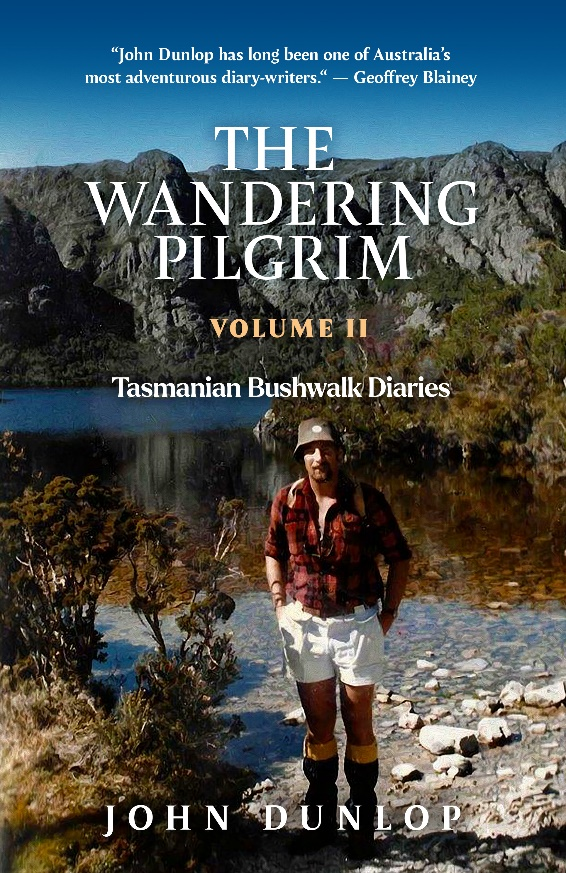 “John Dunlop has long been one of Australia’s
most adventurous diary-writers.“ — Geoffrey Blainey
THE
WANDERING
PILGRIM
VOLUME II
Tasmanian Bushwalk Diaries
JOHN DUNLOP